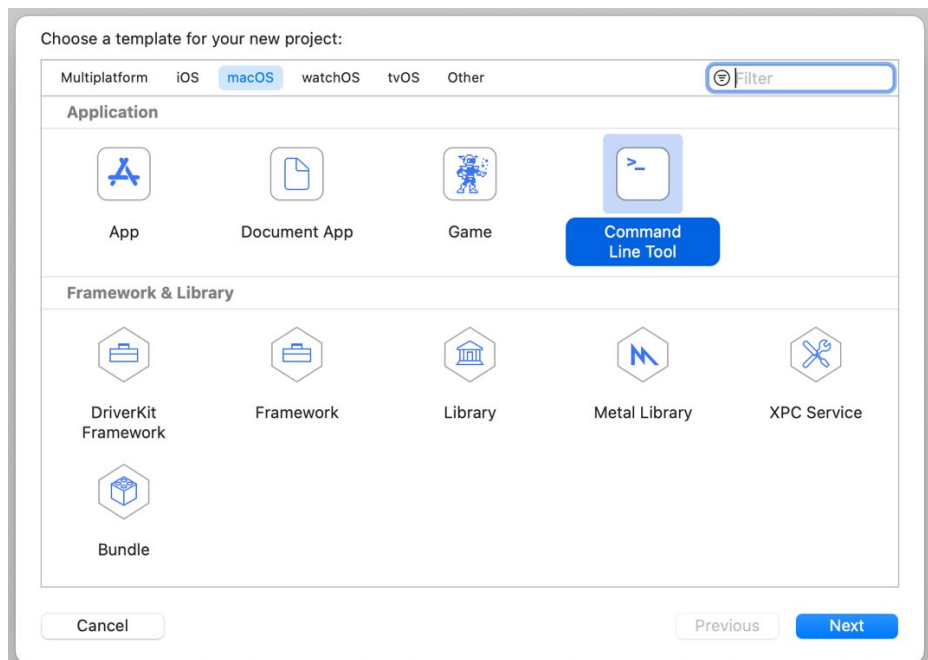 Choose a template for your new project:
Multiplatform iOS macOS watchOS tvOS Other Filter
Application
>_
App Document App Game Command
Line Tool
Framework & Library
DriverKit Framework Library Metal Library XPC Service
Framework
Bundle
Cancel Previous Next